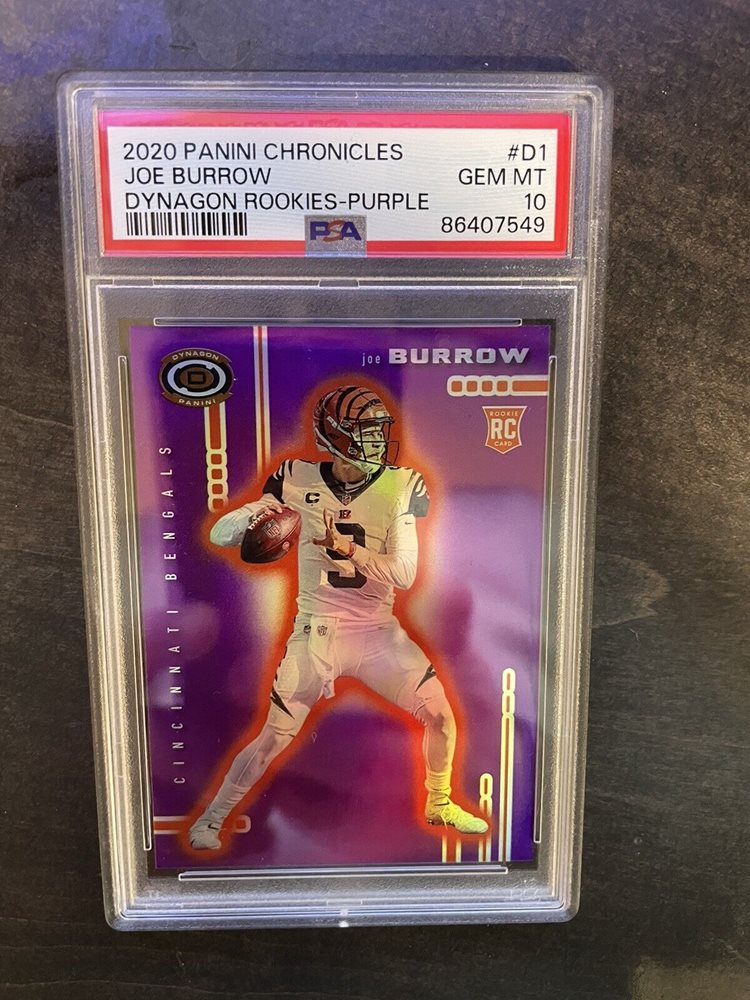 2020 PANINI CHRONICLES #D1
JOE BURROW GEM MT
DYNAGON ROOKIES-PURPLE 10
PSA 86407549
joe BURROW
DYNAGON
D
PANINI
ROOKIE
RC
CARD
CINCINNATI BENGALS
C
9